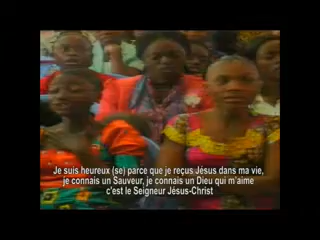 Je suis heureux (se) parce que je reçus Jésus dans ma vie,
je connais un Sauveur, je connais un Dieu qui m'aime
c'est le Seigneur Jésus-Christ